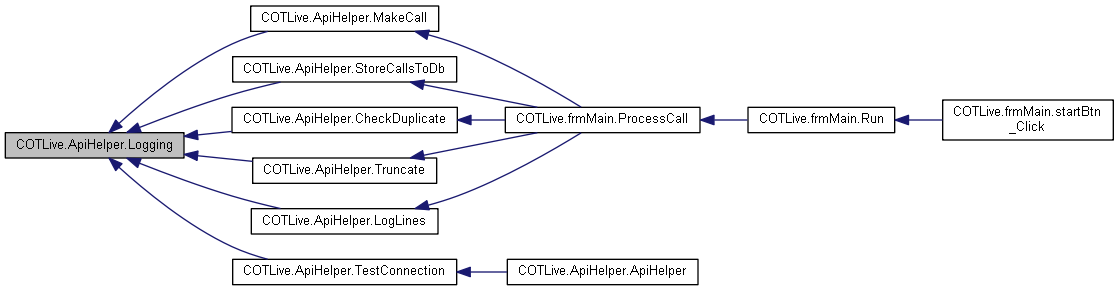 COTLive.ApiHelper.MakeCall
COTLive.ApiHelper.StoreCallsToDb
COTLive.ApiHelper.CheckDuplicate
COTLive.frmMain.ProcessCall
COTLive.frmMain.Run
COTLive.frmMain.startBtn
_Click
COTLive.ApiHelper.Logging
COTLive.ApiHelper.Truncate
COTLive.ApiHelper.LogLines
COTLive.ApiHelper.TestConnection
COTLive.ApiHelper.ApiHelper